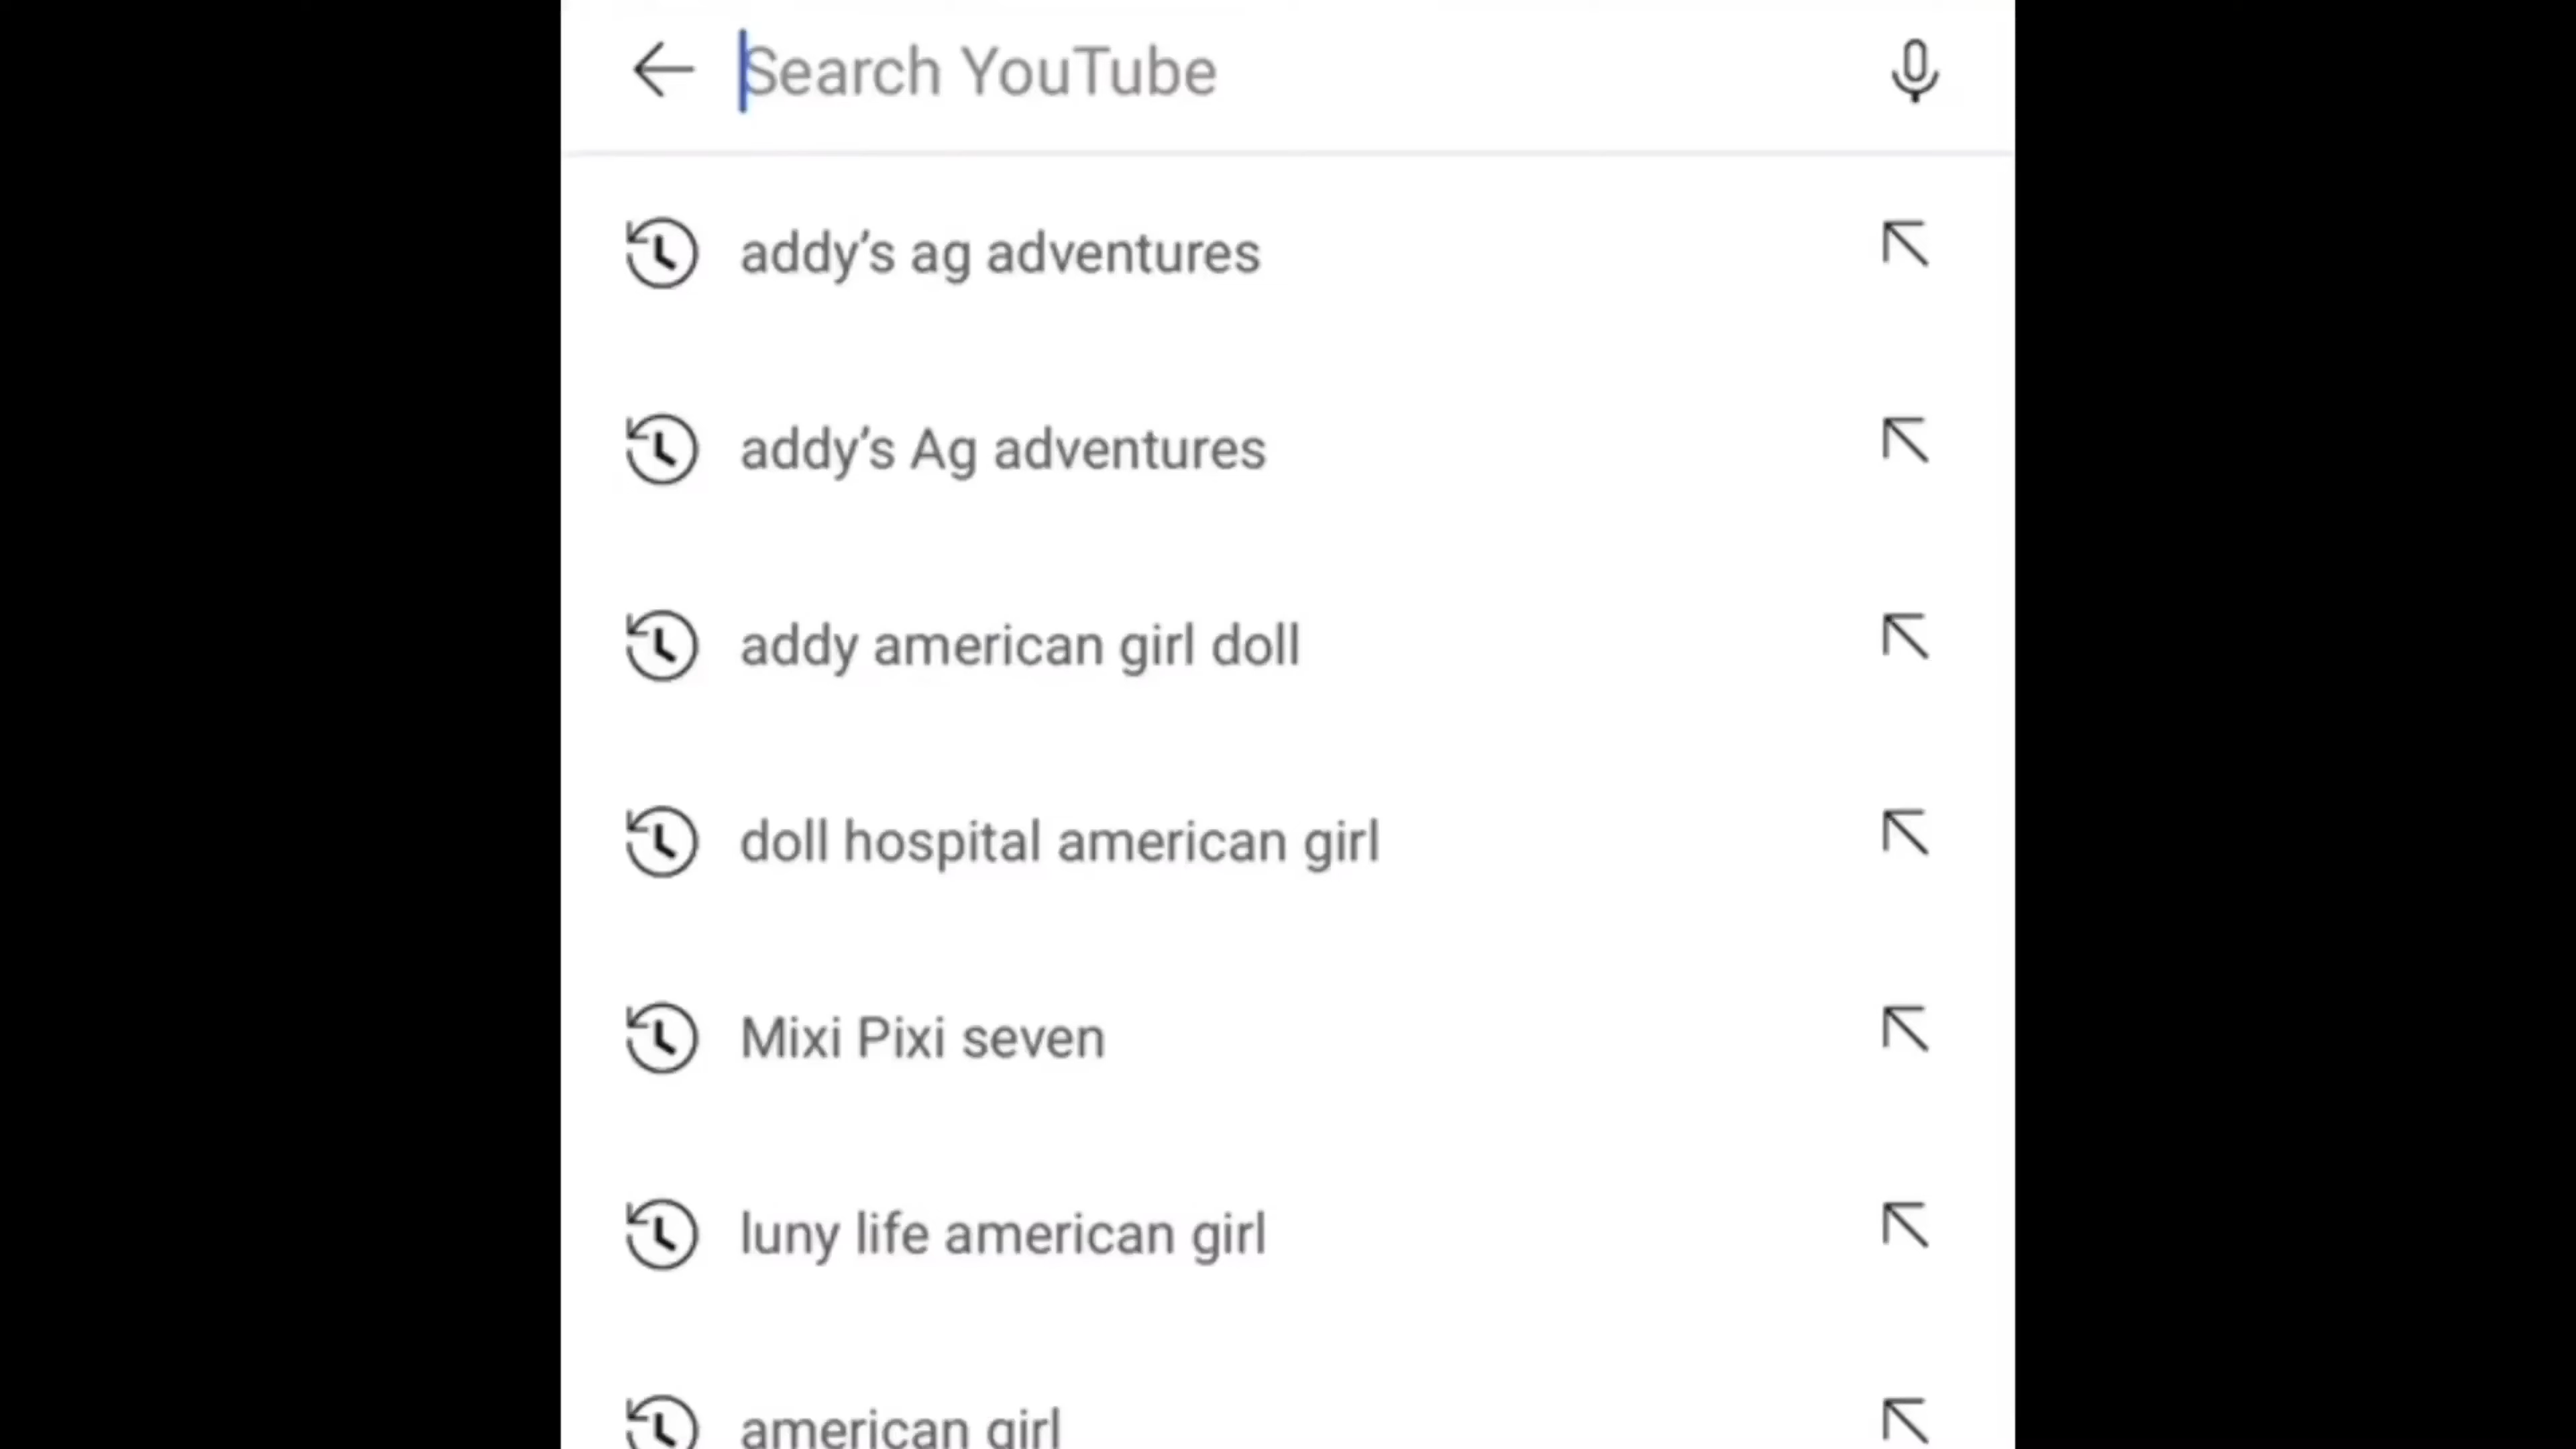 Search YouTube
addy's ag adventures
addy's Ag adventures
addy american girl doll
doll hospital american girl
Mixi Pixi seven
luny life american girl
american girl